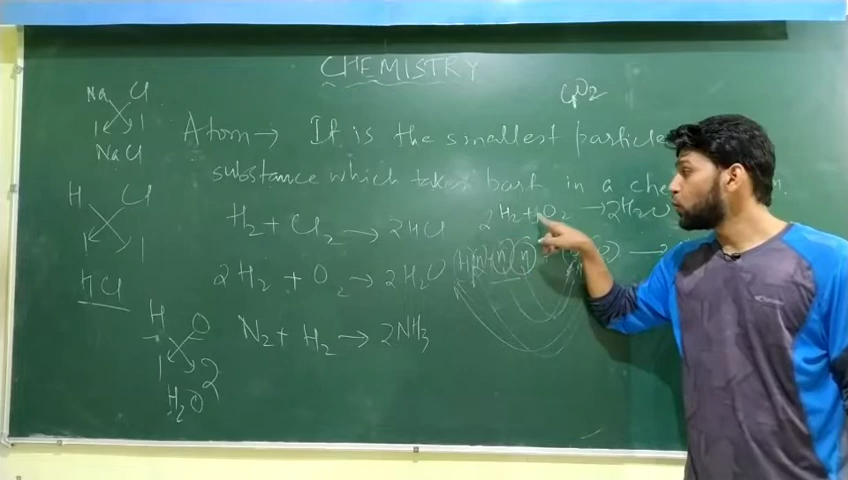 CHEMISTRY
Na Cl
1 1
NaCl
H Cl
1 1
HCl
H O
1 2
H2O
Atom → It is the smallest particle
substance which takes part in a che
H2 + Cl2 → 2HCl
2H2 + O2 → 2H2O
N2 + H2 → 2NH3
2H2 + O2 → 2H2O